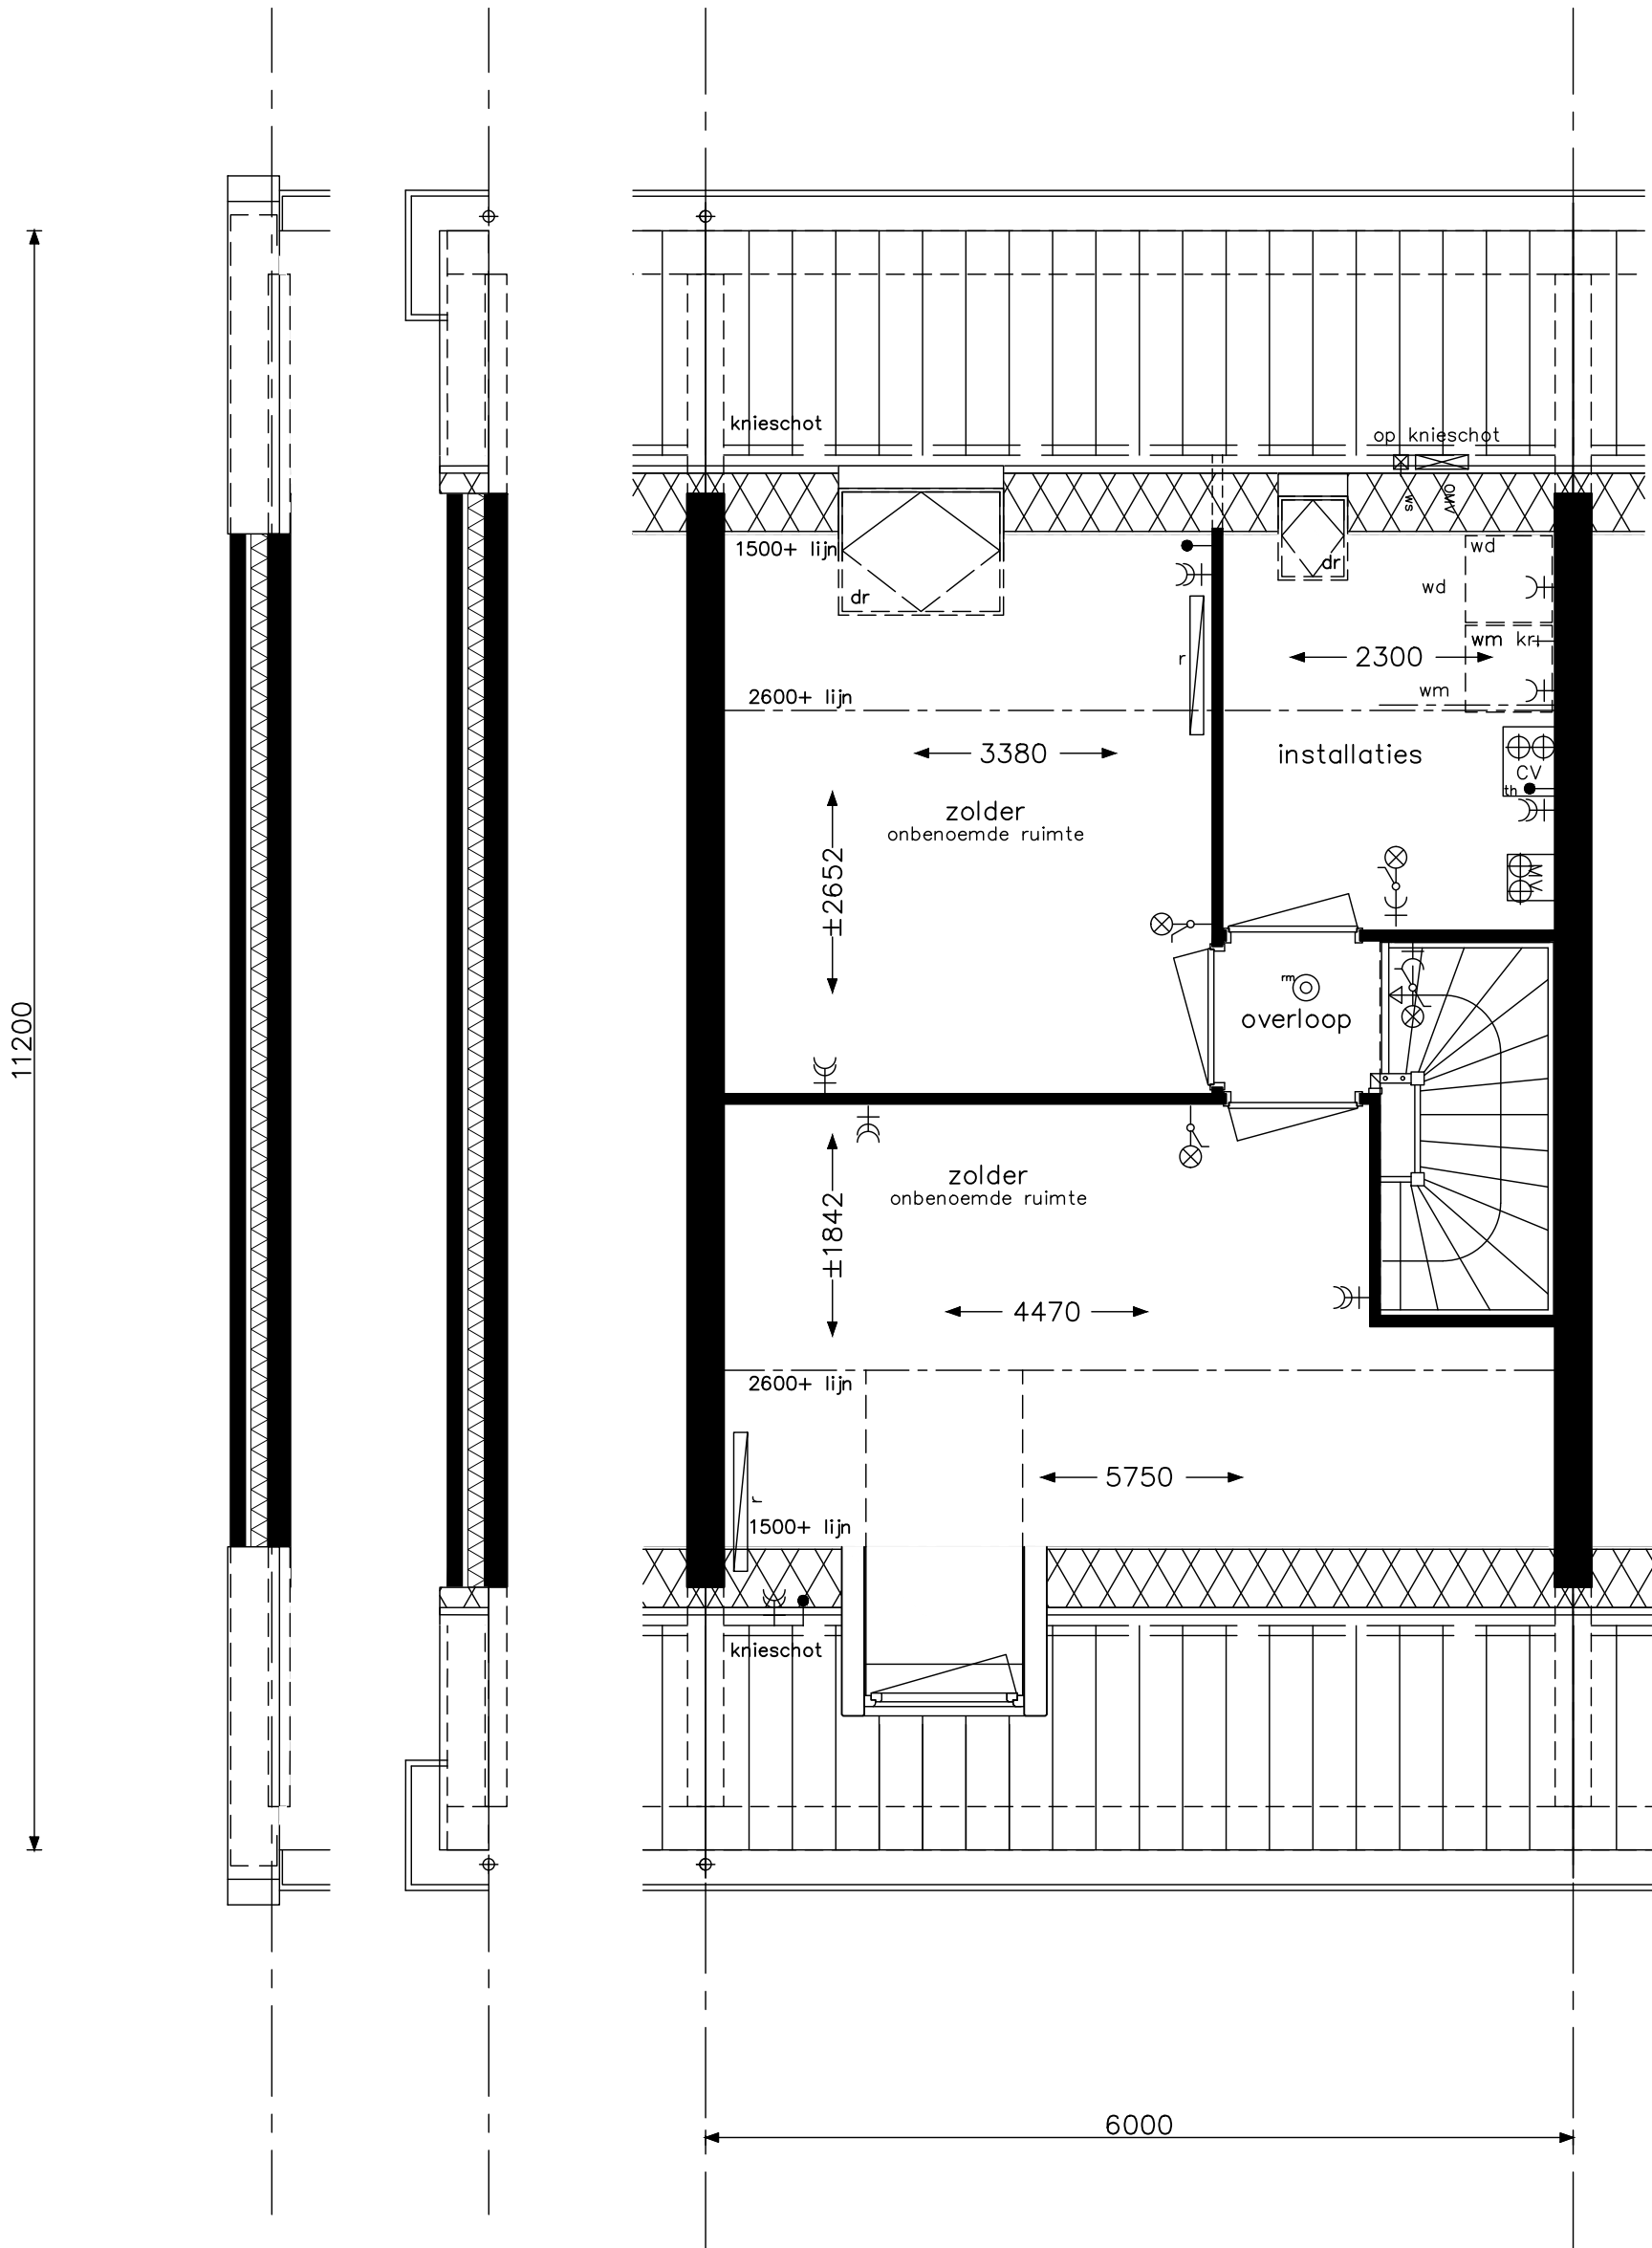 knieschot
op knieschot
ws
OMV
1500+ lijn
dr
dr
wd
wd
wm kr
wm
r
2300
2600+ lijn
3380
installaties
CV
th
zolder
onbenoemde ruimte
±2652
MV
rm
overloop
11200
zolder
onbenoemde ruimte
±1842
4470
2600+ lijn
5750
r
1500+ lijn
knieschot
6000